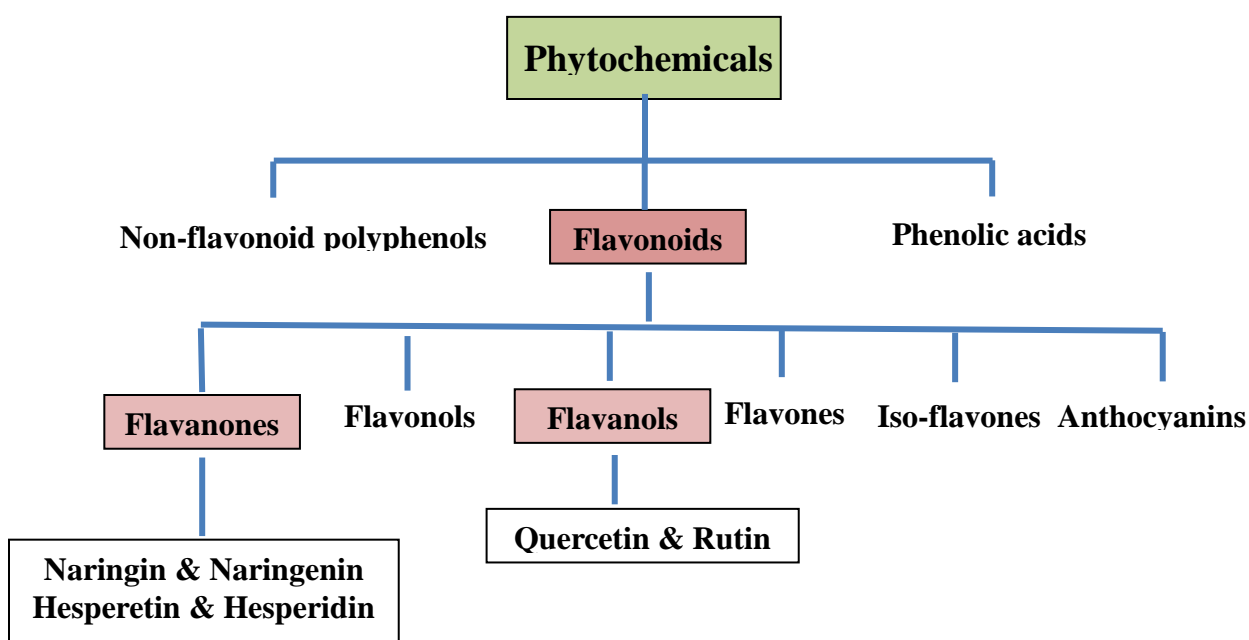 Phytochemicals
Non-flavonoid polyphenols
Flavonoids
Phenolic acids
Flavanones
Flavonols
Flavanols
Flavones
Iso-flavones
Anthocyanins
Quercetin & Rutin
Naringin & Naringenin
Hesperetin & Hesperidin